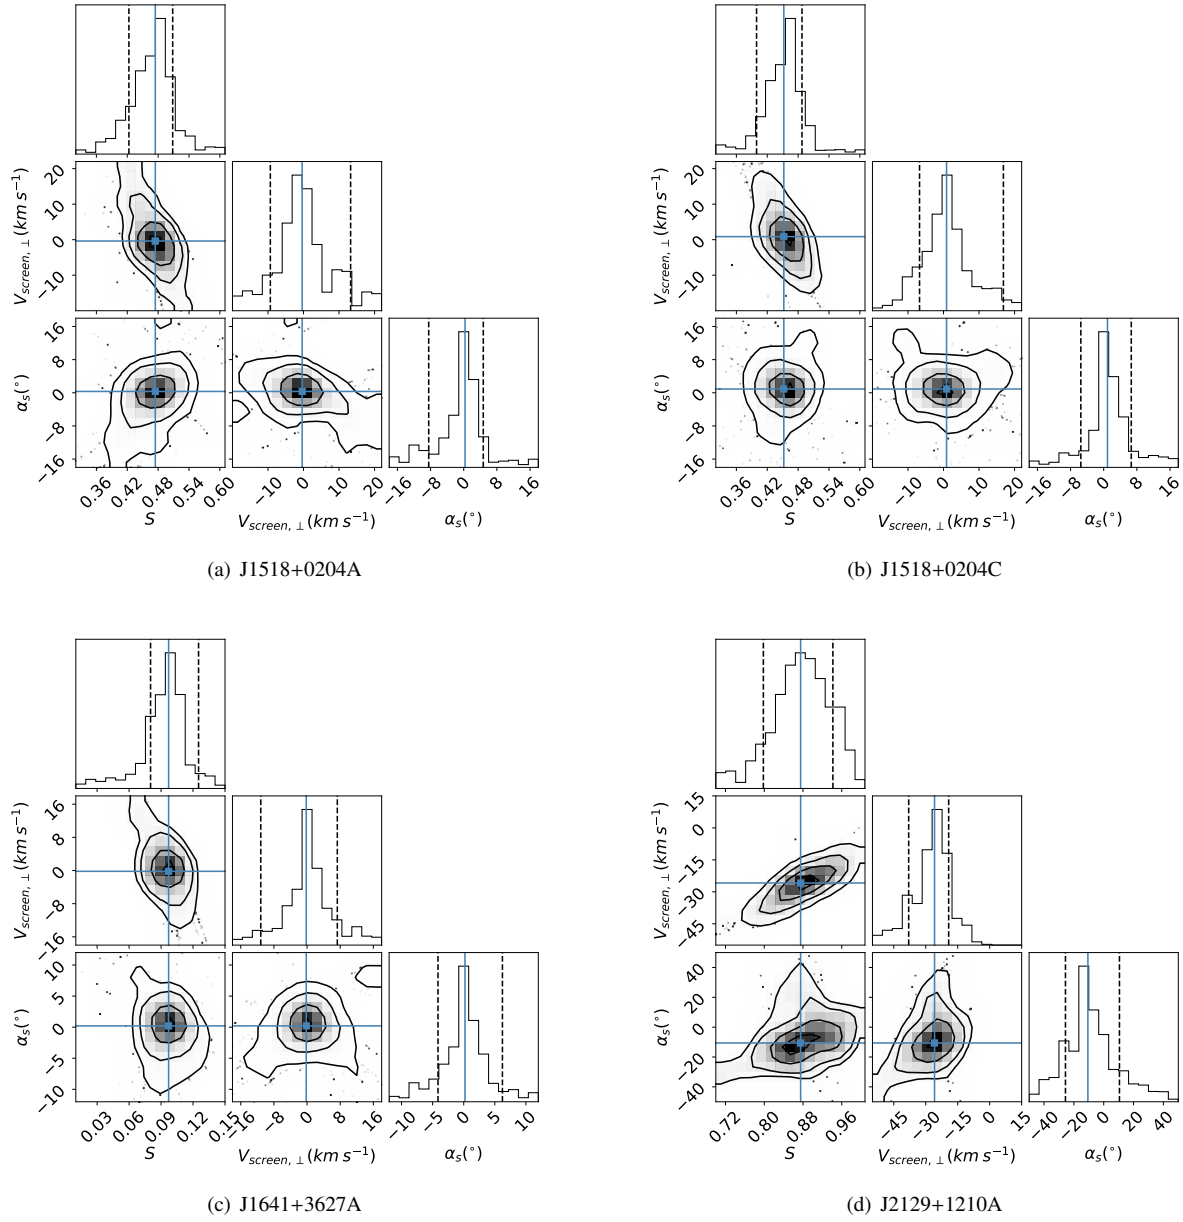 20
10
0
−10
V_{screen, ⊥} (km s^{−1})
16
8
0
−8
−16
α_s(°)
0.36 0.42 0.48 0.54 0.60
S
−10 0 10 20
V_{screen, ⊥} (km s^{−1})
−16 −8 0 8 16
α_s(°)
(a) J1518+0204A
20
10
0
−10
V_{screen, ⊥} (km s^{−1})
16
8
0
−8
−16
α_s(°)
0.36 0.42 0.48 0.54 0.60
S
−10 0 10 20
V_{screen, ⊥} (km s^{−1})
−16 −8 0 8 16
α_s(°)
(b) J1518+0204C
16
8
0
−8
−16
V_{screen, ⊥} (km s^{−1})
10
5
0
−5
−10
α_s(°)
0.03 0.06 0.09 0.12 0.15
S
−8 0 8 16
V_{screen, ⊥} (km s^{−1})
−10 −5 0 5 10
α_s(°)
(c) J1641+3627A
15
0
−15
−30
−45
V_{screen, ⊥} (km s^{−1})
40
20
0
−20
−40
α_s(°)
0.72 0.80 0.88 0.96
S
−45 −30 −15 0 15
V_{screen, ⊥} (km s^{−1})
−40 −20 0 20 40
α_s(°)
(d) J2129+1210A